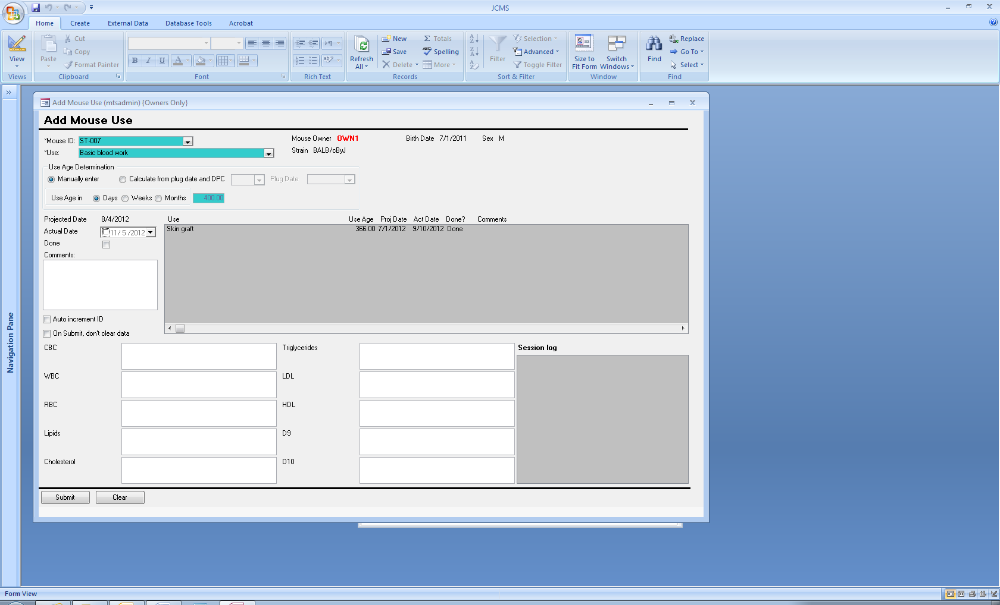 JCMS
Home Create External Data Database Tools Acrobat
View
Views
Paste
Cut
Copy
Format Painter
Clipboard
B I U A
Font
Rich Text
Refresh All
New
Save
Delete
Totals
Spelling
More
Records
Filter
Selection
Advanced
Toggle Filter
Sort & Filter
Size to Fit Form
Switch Windows
Window
Find
Replace
Go To
Select
Find
Navigation Pane
Add Mouse Use (mtsadmin) {Owners Only}
Add Mouse Use
*Mouse ID: ST-007
Mouse Owner OWN1 Birth Date 7/1/2011 Sex M
*Use: Basic blood work
Strain BALB/cByJ
Use Age Determination
Manually enter Calculate from plug date and DPC Plug Date
Use Age in Days Weeks Months 400.00
Projected Date 8/4/2012
Actual Date 11/ 5 /2012
Done
Comments:
Use Use Age Proj Date Act Date Done? Comments
Skin graft 366.00 7/1/2012 9/10/2012 Done
Auto increment ID
On Submit, don't clear data
CBC Triglycerides Session log
WBC LDL
RBC HDL
Lipids D9
Cholesterol D10
Submit Clear
Form View